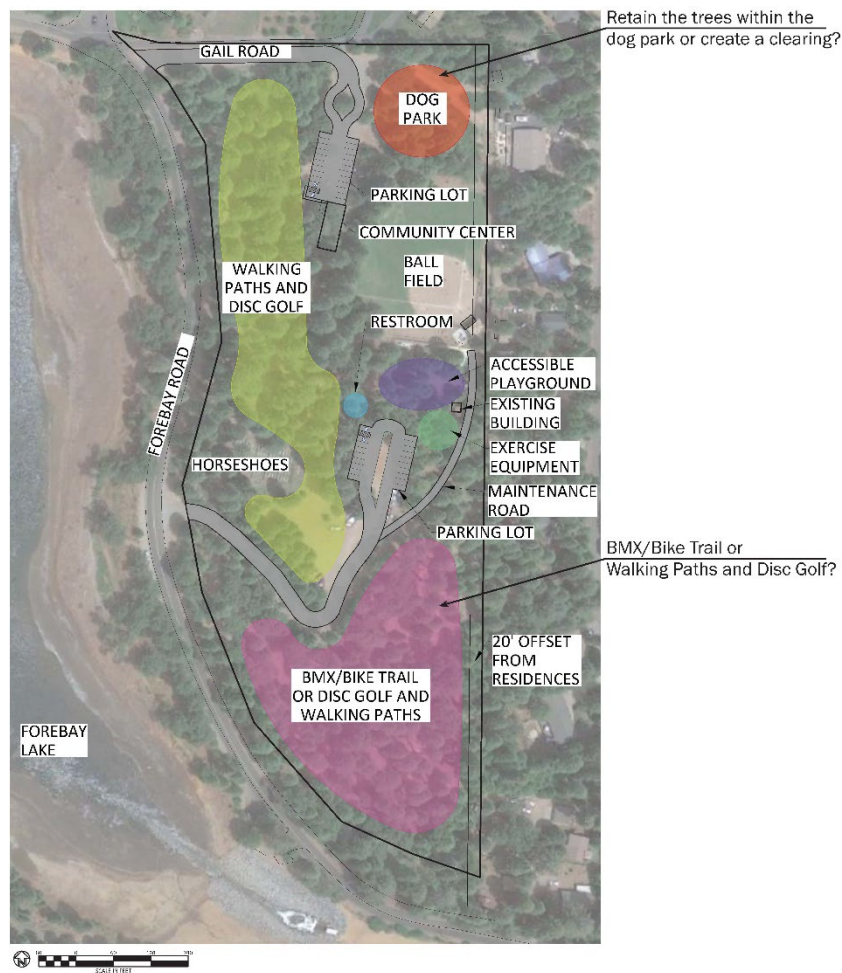 Retain the trees within the
dog park or create a clearing?
GAIL ROAD
DOG
PARK
PARKING LOT
COMMUNITY CENTER
WALKING
PATHS AND
DISC GOLF
BALL
FIELD
RESTROOM
FOREBAY ROAD
ACCESSIBLE
PLAYGROUND
EXISTING
BUILDING
HORSESHOES
EXERCISE
EQUIPMENT
MAINTENANCE
ROAD
PARKING LOT
BMX/Bike Trail or
Walking Paths and Disc Golf?
20' OFFSET
FROM
RESIDENCES
BMX/BIKE TRAIL
OR DISC GOLF AND
WALKING PATHS
FOREBAY
LAKE
SCALE IN FEET